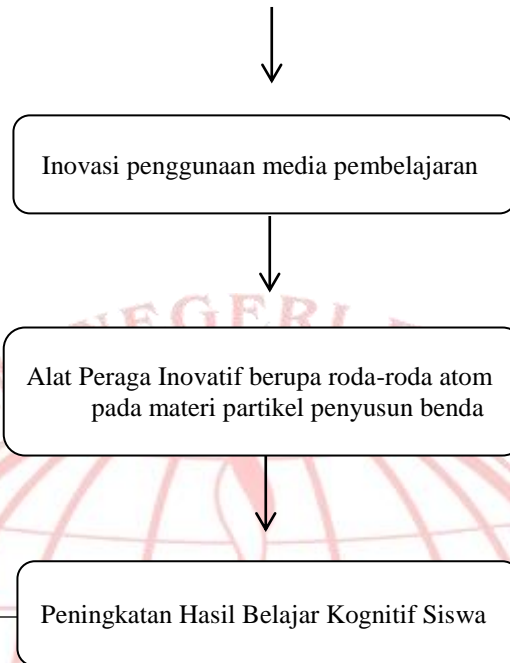 Inovasi penggunaan media pembelajaran
NEGERI
Alat Peraga Inovatif berupa roda-roda atom
pada materi partikel penyusun benda
Peningkatan Hasil Belajar Kognitif Siswa